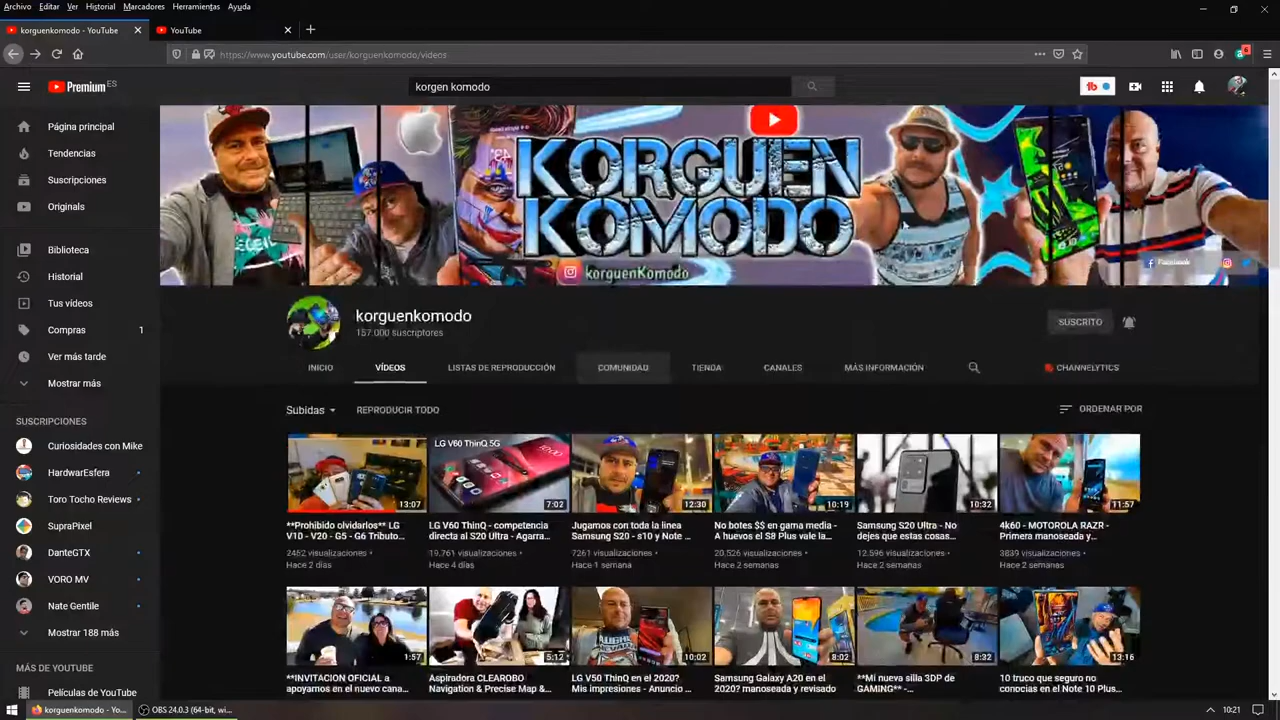 Archivo Editar Ver Historial Marcadores Herramientas Ayuda
korguenkomodo - YouTube
YouTube
https://www.youtube.com/user/korguenkomodo/videos
6
Premium ES
korgen komodo
tb
Página principal
Tendencias
Suscripciones
Originals
Biblioteca
Historial
Tus vídeos
Compras 1
Ver más tarde
Mostrar más
SUSCRIPCIONES
Curiosidades con Mike
HardwarEsfera
Toro Tocho Reviews
SupraPixel
DanteGTX
VORO MV
Nate Gentile
Mostrar 188 más
MÁS DE YOUTUBE
Películas de YouTube
KORGUEN
KOMODO
korguenKomodo
Facebook
korguenkomodo
157.000 suscriptores
SUSCRITO
INICIO VÍDEOS LISTAS DE REPRODUCCIÓN COMUNIDAD TIENDA CANALES MÁS INFORMACIÓN CHANNELYTICS
Subidas REPRODUCIR TODO ORDENAR POR
13:07
**Prohibido olvidarlos** LG
V10 - V20 - G5 - G6 Tributo...
2452 visualizaciones •
Hace 2 días
LG V60 ThinQ 5G
7:02
LG V60 ThinQ - competencia
directa al S20 Ultra - Agarra...
19.761 visualizaciones •
Hace 4 días
12:30
Jugamos con toda la linea
Samsung S20 - s10 y Note ...
7261 visualizaciones •
Hace 1 semana
10:19
No botes $$ en gama media -
A huevos el S8 Plus vale la...
20.526 visualizaciones •
Hace 2 semanas
10:32
Samsung S20 Ultra - No
dejes que estas cosas...
12.596 visualizaciones •
Hace 2 semanas
11:57
4k60 - MOTOROLA RAZR -
Primera manoseada y...
3839 visualizaciones •
Hace 2 semanas
1:57
**INVITACION OFICIAL a
apoyarnos en el nuevo cana...
5:12
Aspiradora CLEAROBO
Navigation & Precise Map &...
10:02
LG V50 ThinQ en el 2020?
Mis impresiones - Anuncio ...
8:02
Samsung Galaxy A20 en el
2020? manoseada y revisado
8:32
**Mi nueva silla 3DP de
GAMING** -...
13:16
10 truco que seguro no
conocias en el Note 10 Plus...
korguenkomodo - Yo...
OBS 24.0.3 (64-bit, wi...
10:21